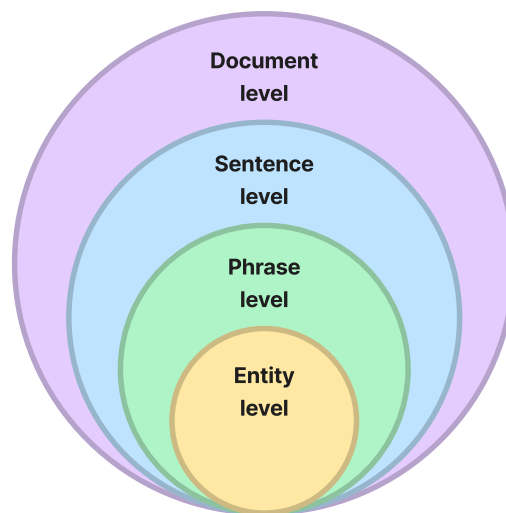 Document
level
Sentence
level
Phrase
level
Entity
level